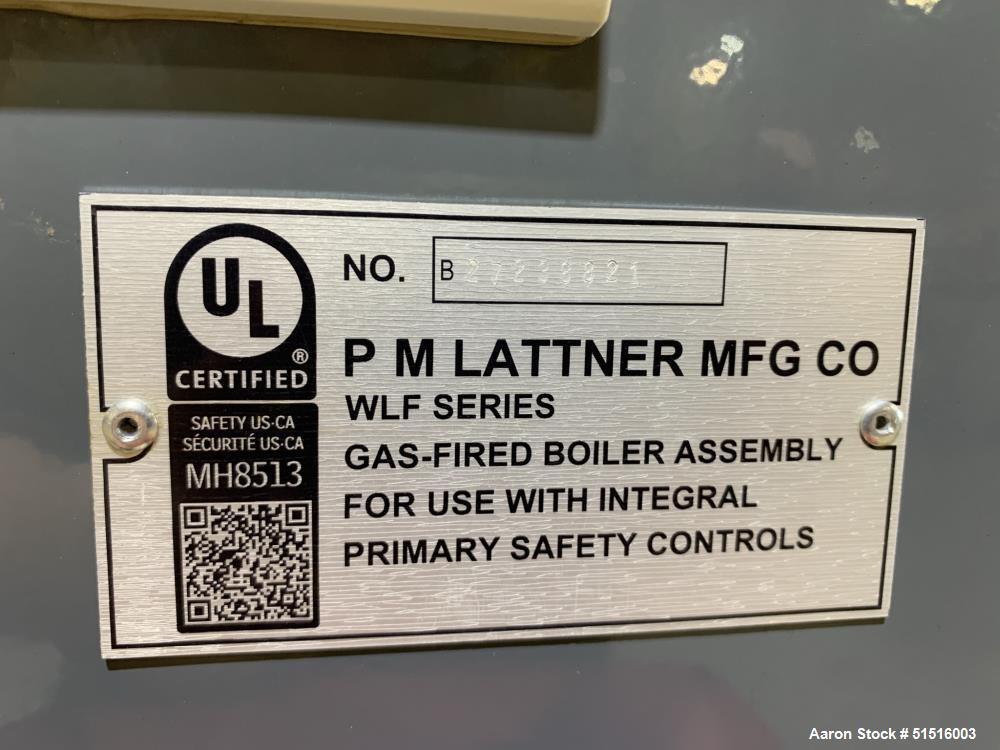 UL
®
CERTIFIED
SAFETY US-CA
SÉCURITÉ US-CA
MH8513
NO. B
P M LATTNER MFG CO
WLF SERIES
GAS-FIRED BOILER ASSEMBLY
FOR USE WITH INTEGRAL
PRIMARY SAFETY CONTROLS
Aaron Stock # 51516003